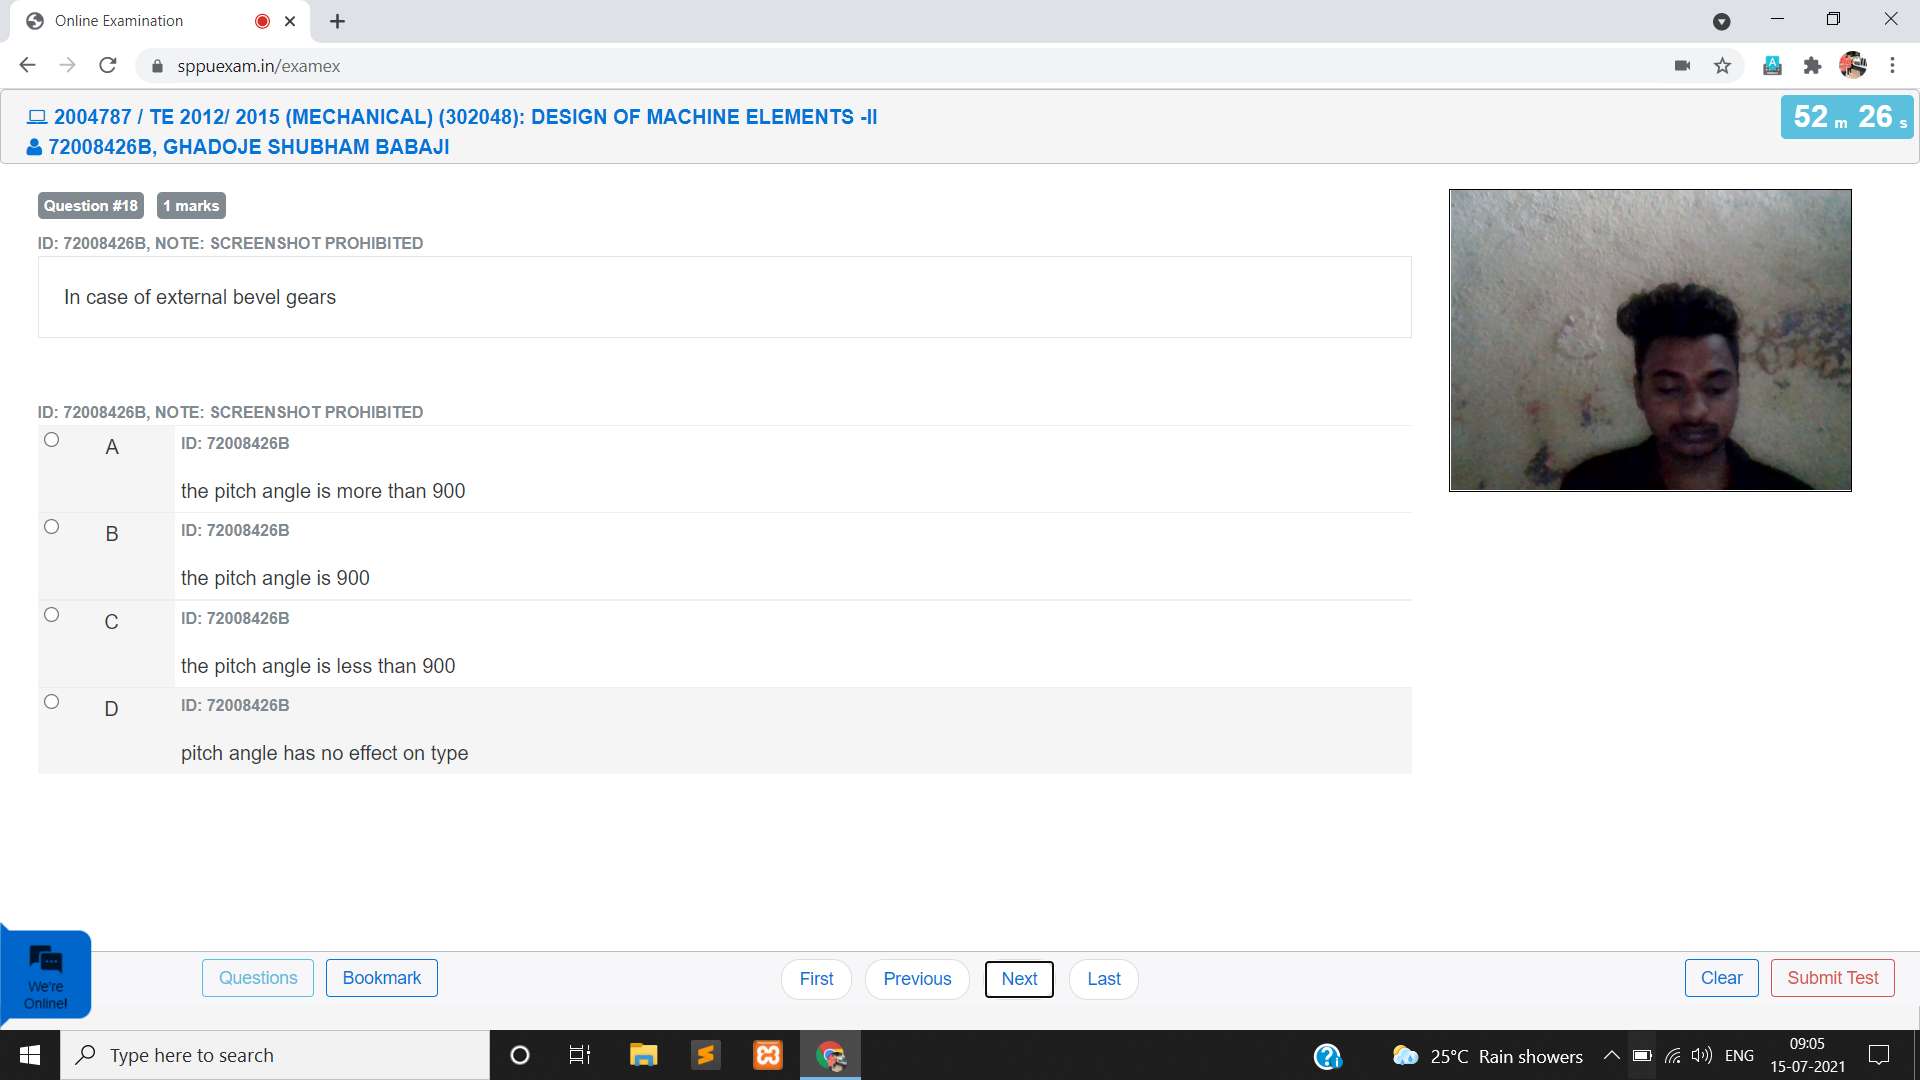 Online Examination
sppuexam.in/examex
2004787 / TE 2012/ 2015 (MECHANICAL) (302048): DESIGN OF MACHINE ELEMENTS -II
72008426B, GHADOJE SHUBHAM BABAJI
52 m 26 s
Question #18 1 marks
ID: 72008426B, NOTE: SCREENSHOT PROHIBITED
In case of external bevel gears
ID: 72008426B, NOTE: SCREENSHOT PROHIBITED
A
ID: 72008426B
the pitch angle is more than 900
B
ID: 72008426B
the pitch angle is 900
C
ID: 72008426B
the pitch angle is less than 900
D
ID: 72008426B
pitch angle has no effect on type
We're
Online!
Questions Bookmark First Previous Next Last Clear Submit Test
Type here to search
25°C Rain showers ENG
09:05
15-07-2021